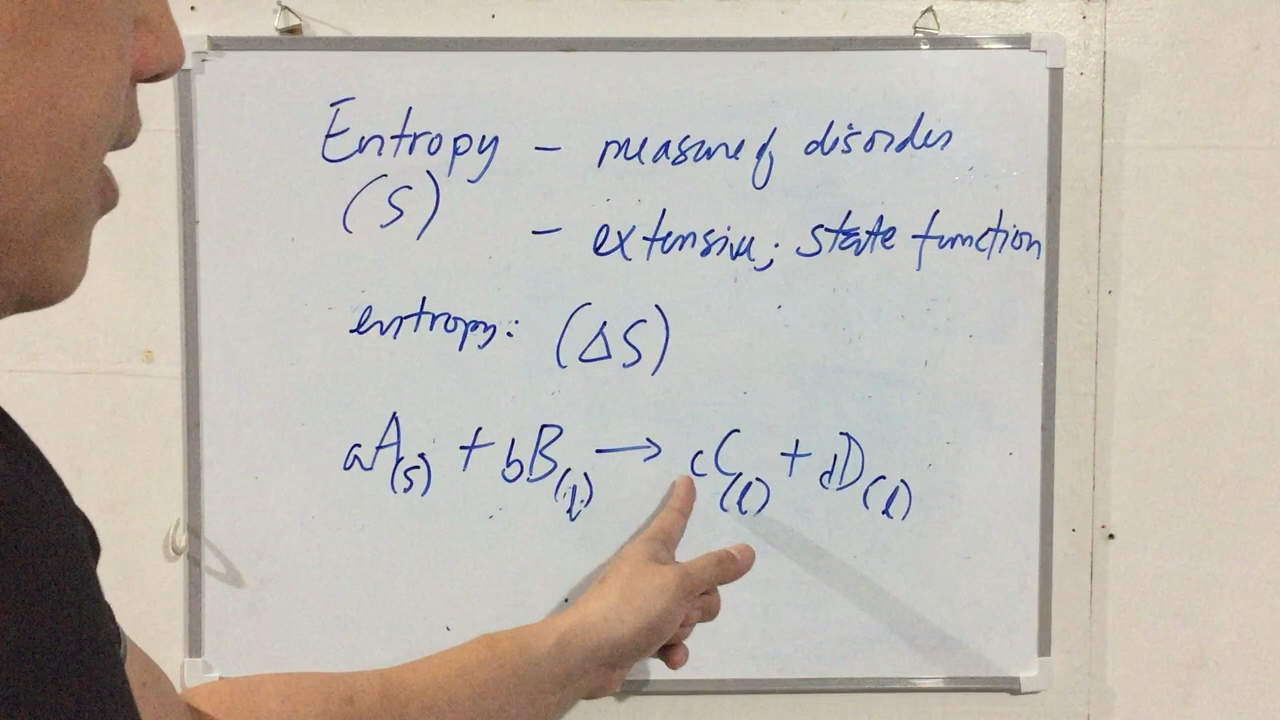 Entropy - measure of disorder
(S) - extensive; state function
entropy: (ΔS)
aA(s) + bB(l) → cC(l) + dD(l)